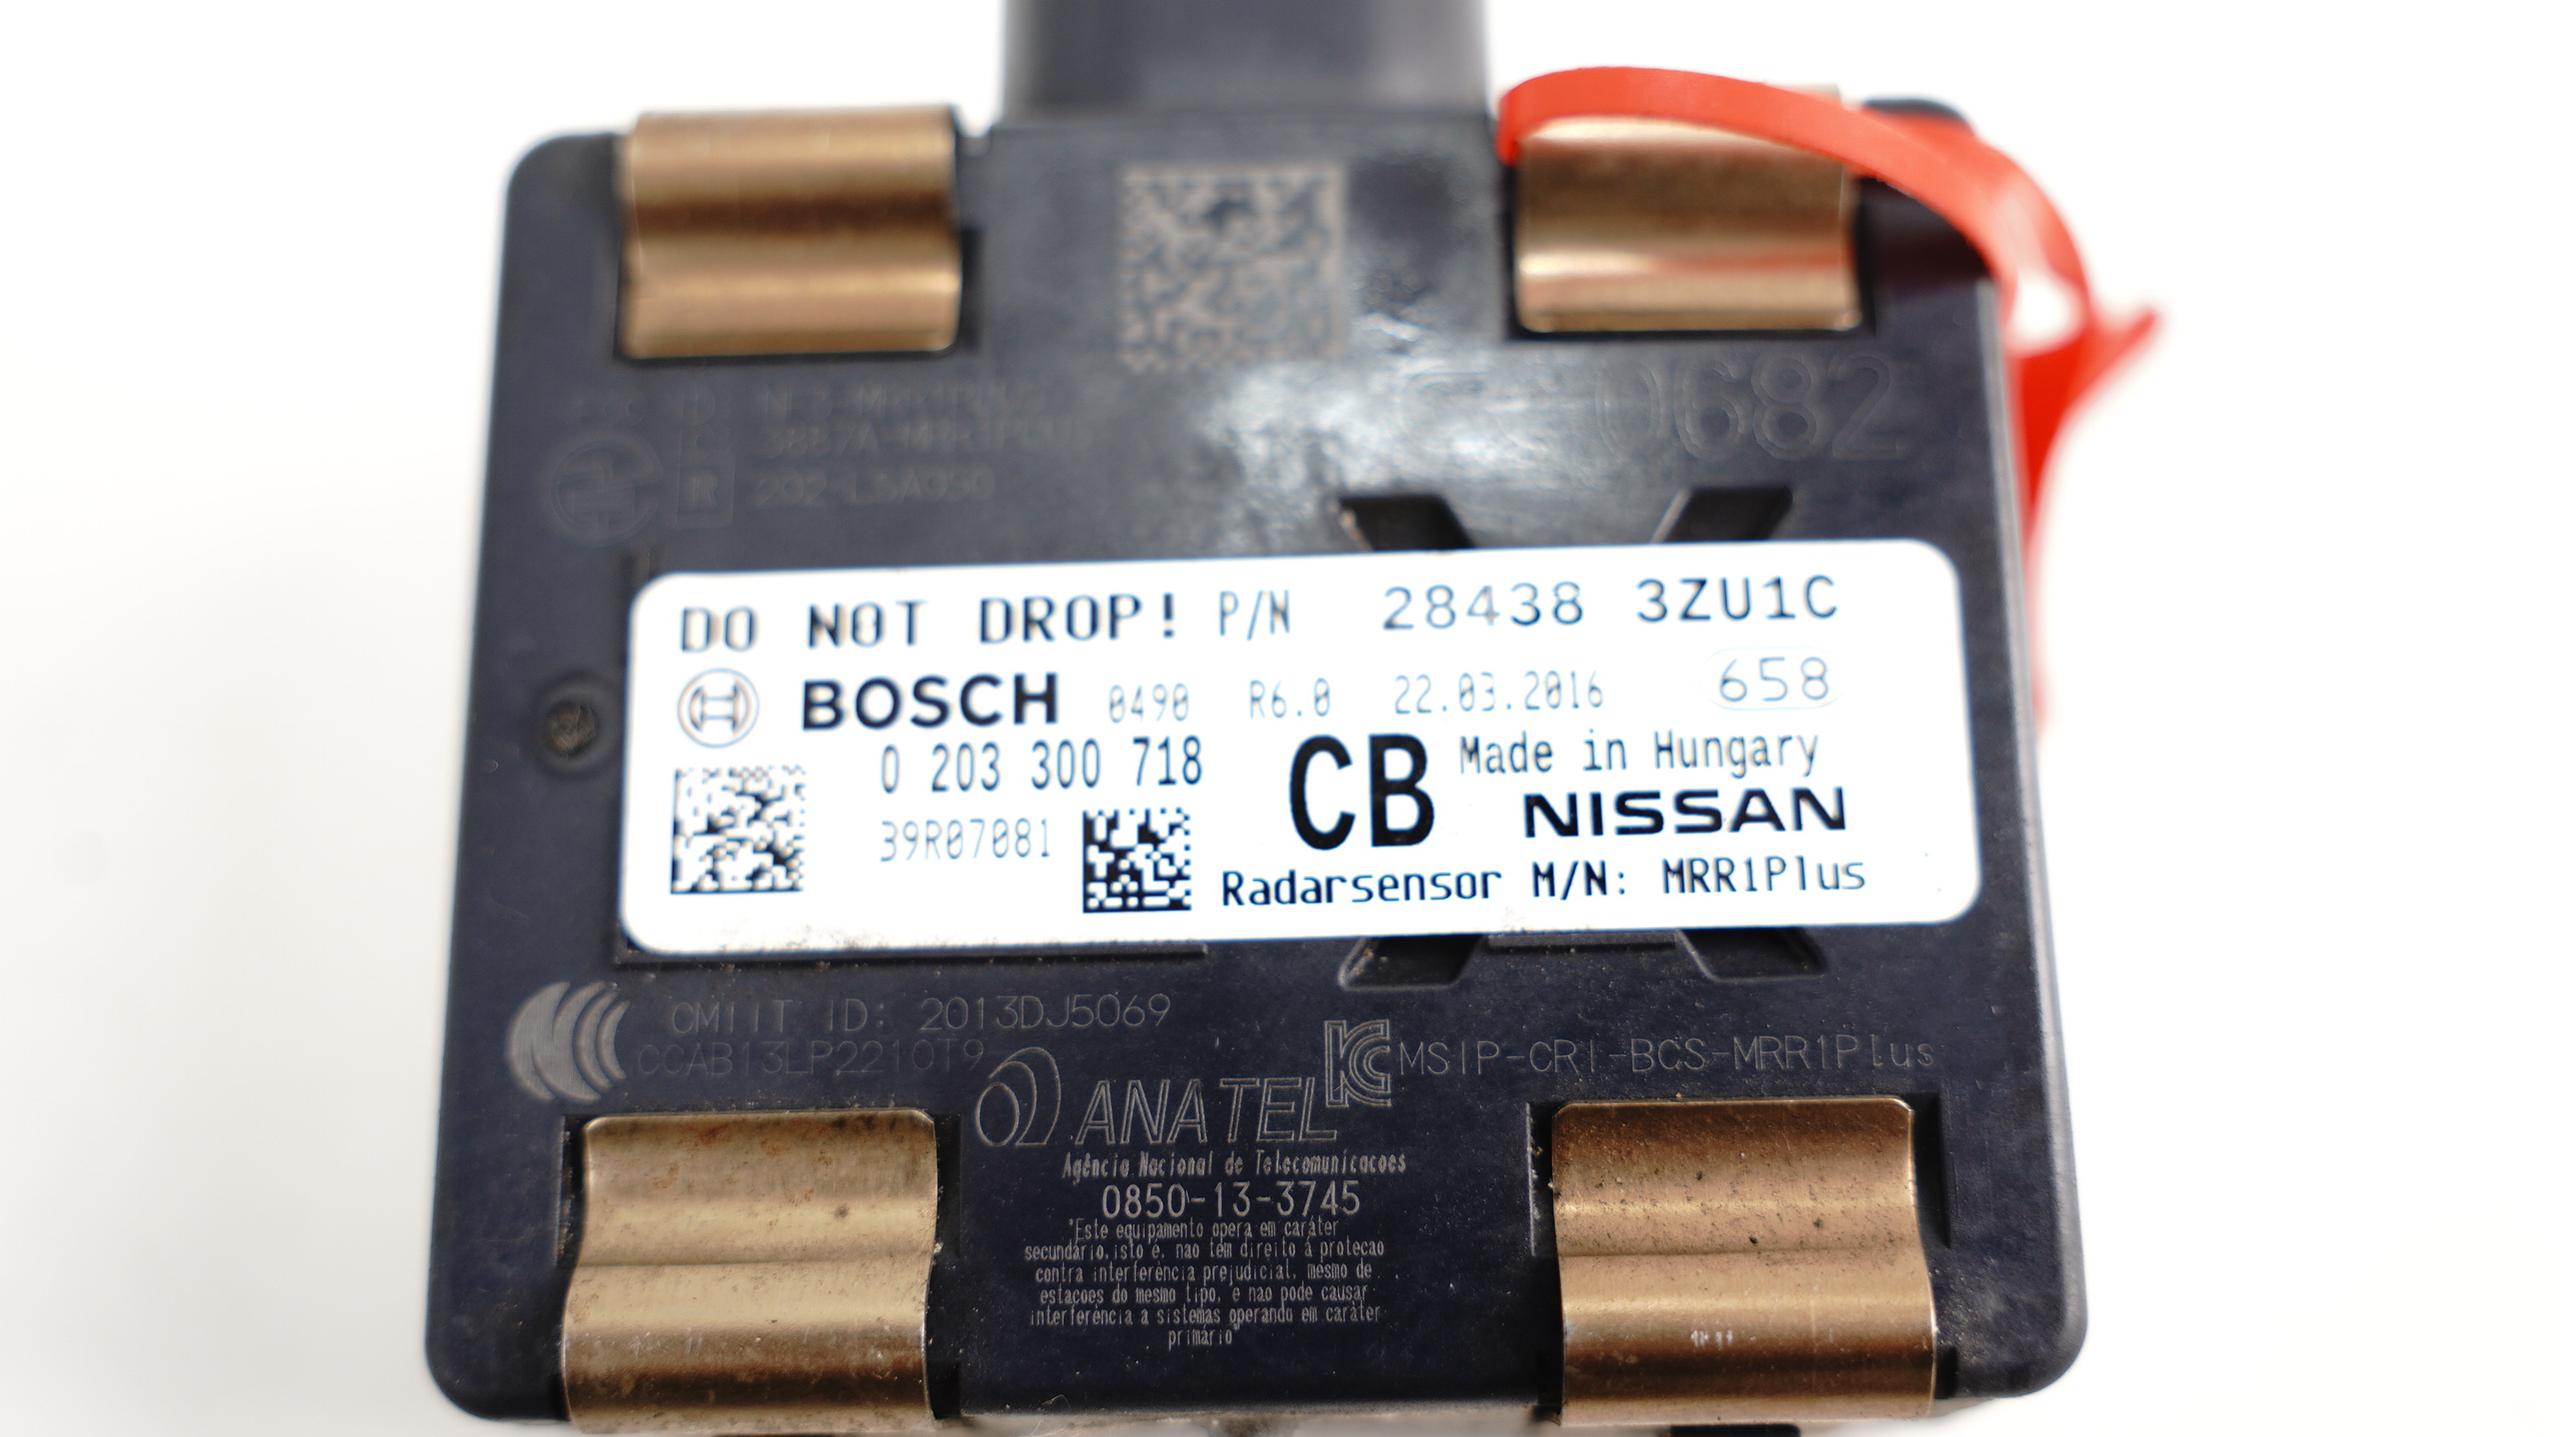 0682
202-LSA030
DO NOT DROP! P/N 28438 3ZU1C
BOSCH 0490 R6.0 22.03.2016 658
0 203 300 718 CB Made in Hungary
39R07081 NISSAN
Radarsensor M/N: MRR1Plus
CMIIT ID: 2013DJ5069
CCAB13LP2210T9
KC MSIP-CRI-BCS-MRR1Plus
ANATEL
Agência Nacional de Telecomunicacoes
0850-13-3745
"Este equipamento opera em caráter
secundário, isto é, nao tem direito á protecao
contra interferência prejudicial, mesmo de
estacoes do mesmo tipo, e nao pode causar
interferência a sistemas operando em caráter
primário"